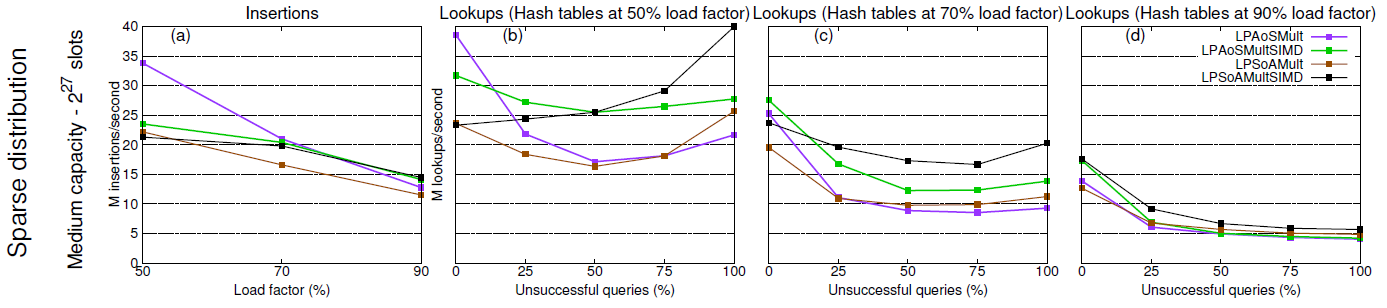 Sparse distribution
Medium capacity - 2^27 slots
Insertions
(a)
M insertions/second
40
35
30
25
20
15
10
5
0
50 70 90
Load factor (%)
Lookups (Hash tables at 50% load factor)
(b)
M lookups/second
0 25 50 75 100
Unsuccessful queries (%)
Lookups (Hash tables at 70% load factor)
(c)
0 25 50 75 100
Unsuccessful queries (%)
Lookups (Hash tables at 90% load factor)
(d)
LPAoSMult
LPAoSMultSIMD
LPSoAMult
LPSoAMultSIMD
0 25 50 75 100
Unsuccessful queries (%)